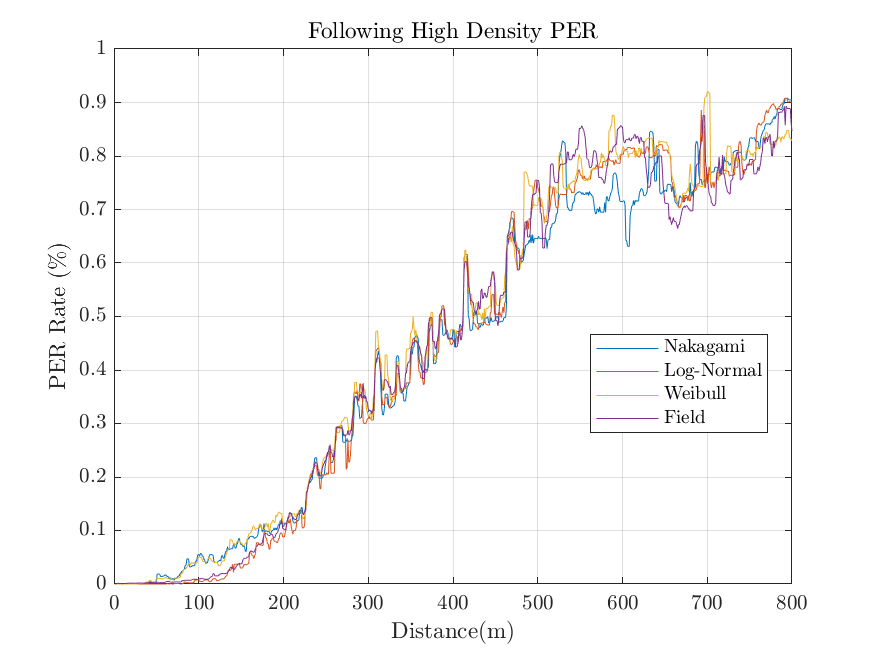 Following High Density PER
1
0.9
0.8
0.7
0.6
0.5
0.4
0.3
0.2
0.1
0
PER Rate (%)
Nakagami
Log-Normal
Weibull
Field
0 100 200 300 400 500 600 700 800
Distance(m)